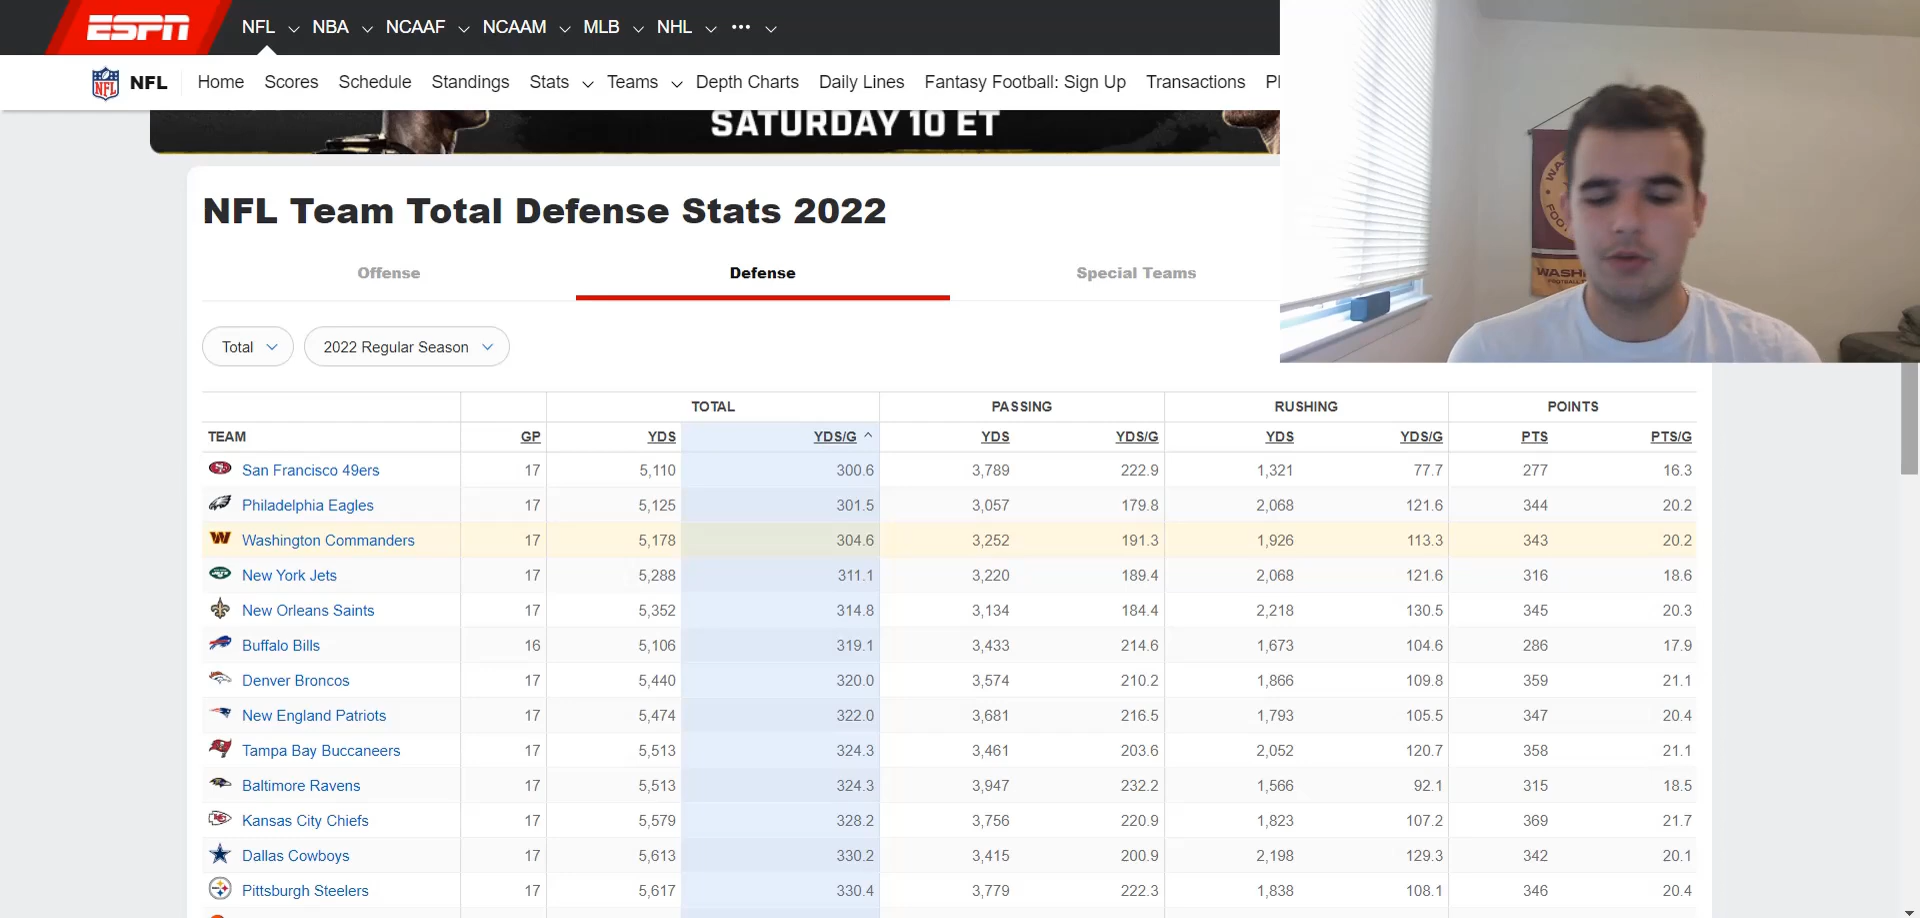 ESPN NFL NBA NCAAF NCAAM MLB NHL •••
NFL NFL Home Scores Schedule Standings Stats Teams Depth Charts Daily Lines Fantasy Football: Sign Up Transactions
SATURDAY 10 ET
NFL Team Total Defense Stats 2022
Offense Defense Special Teams
Total 2022 Regular Season
TOTAL PASSING RUSHING POINTS
TEAM GP YDS YDS/G YDS YDS/G YDS YDS/G PTS PTS/G
San Francisco 49ers 17 5,110 300.6 3,789 222.9 1,321 77.7 277 16.3
Philadelphia Eagles 17 5,125 301.5 3,057 179.8 2,068 121.6 344 20.2
W Washington Commanders 17 5,178 304.6 3,252 191.3 1,926 113.3 343 20.2
New York Jets 17 5,288 311.1 3,220 189.4 2,068 121.6 316 18.6
New Orleans Saints 17 5,352 314.8 3,134 184.4 2,218 130.5 345 20.3
Buffalo Bills 16 5,106 319.1 3,433 214.6 1,673 104.6 286 17.9
Denver Broncos 17 5,440 320.0 3,574 210.2 1,866 109.8 359 21.1
New England Patriots 17 5,474 322.0 3,681 216.5 1,793 105.5 347 20.4
Tampa Bay Buccaneers 17 5,513 324.3 3,461 203.6 2,052 120.7 358 21.1
Baltimore Ravens 17 5,513 324.3 3,947 232.2 1,566 92.1 315 18.5
Kansas City Chiefs 17 5,579 328.2 3,756 220.9 1,823 107.2 369 21.7
Dallas Cowboys 17 5,613 330.2 3,415 200.9 2,198 129.3 342 20.1
Pittsburgh Steelers 17 5,617 330.4 3,779 222.3 1,838 108.1 346 20.4
WASH